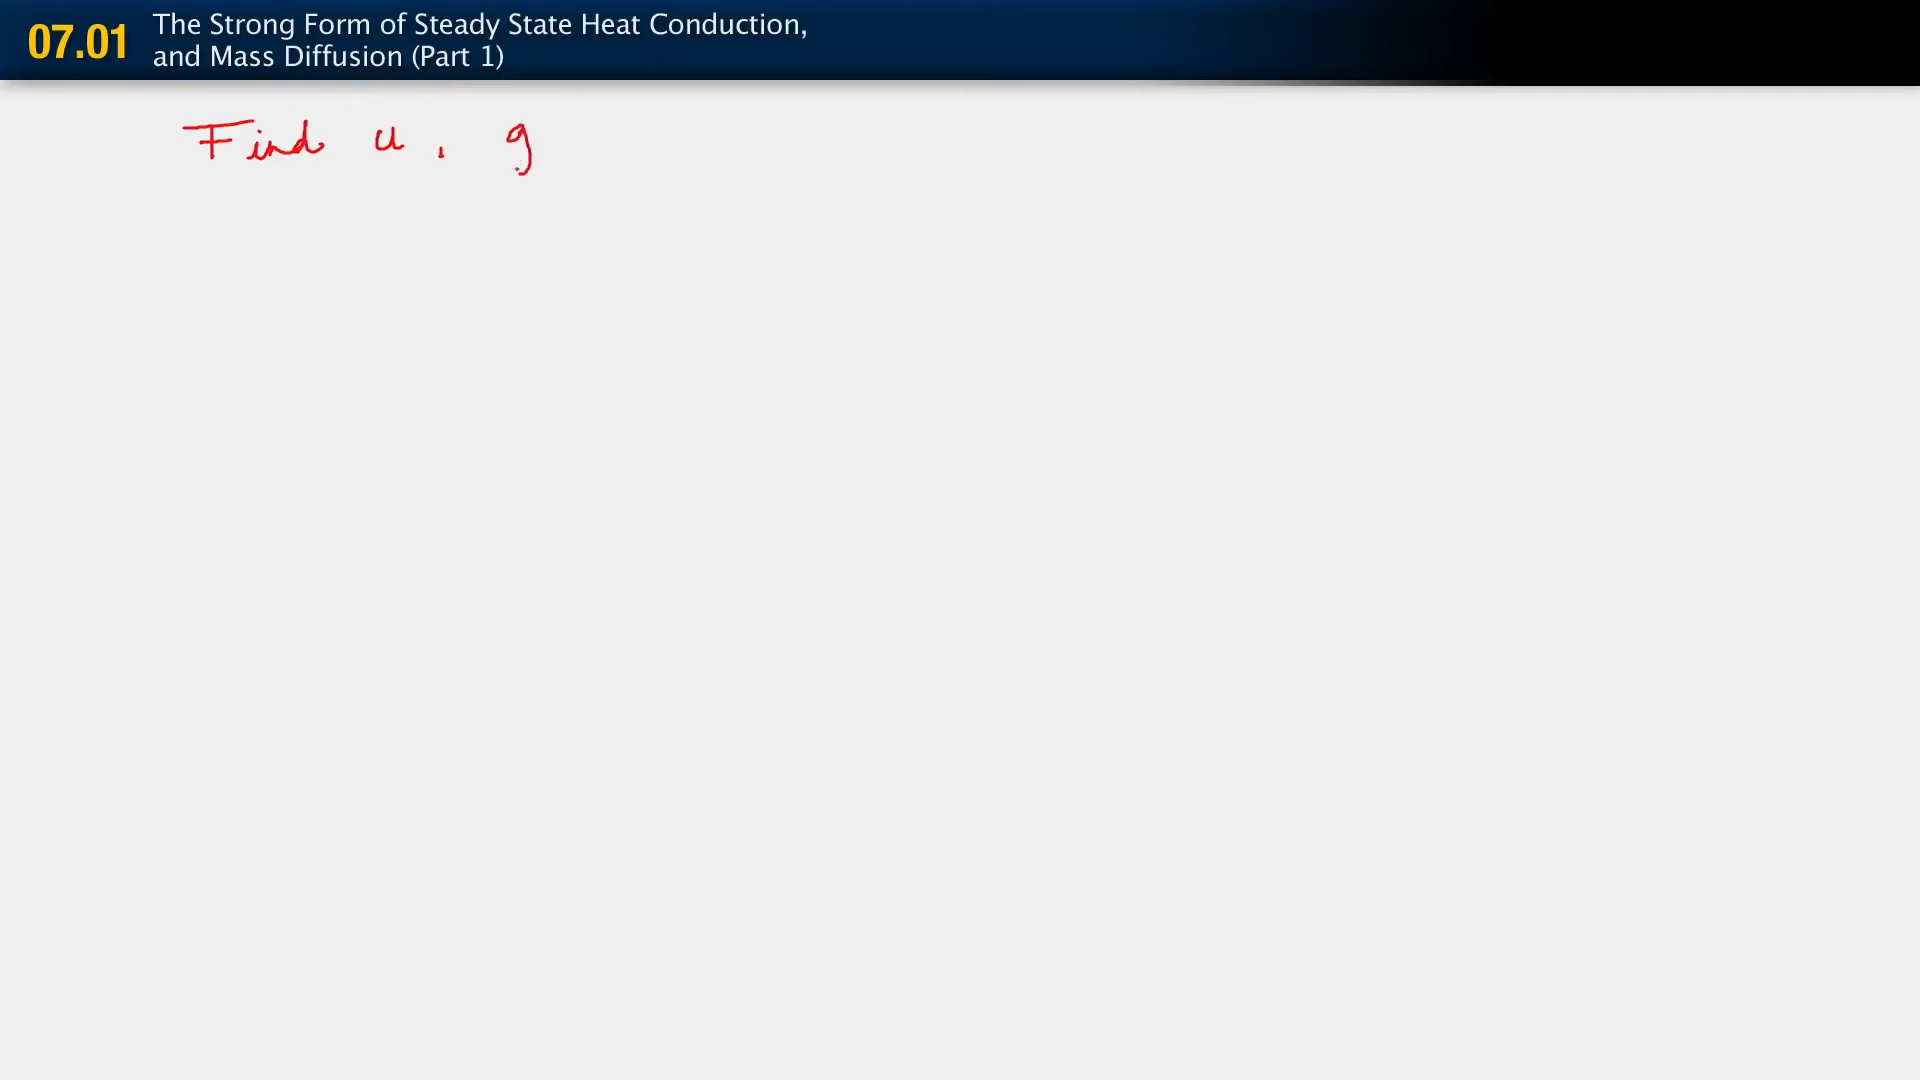 07.01
The Strong Form of Steady State Heat Conduction,
and Mass Diffusion (Part 1)
Find u, g